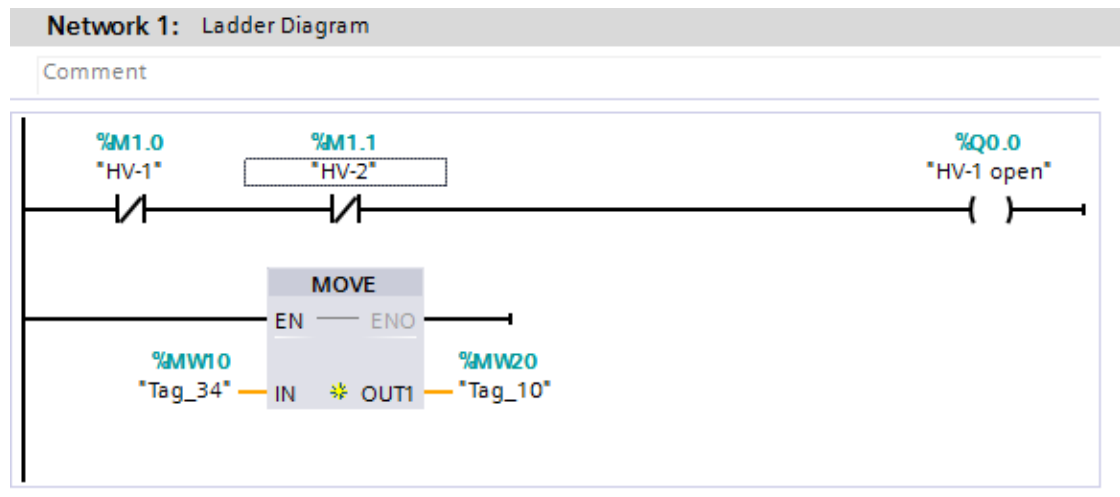 Network 1: Ladder Diagram
Comment
%M1.0 %M1.1 %Q0.0
"HV-1" "HV-2" "HV-1 open"
MOVE
EN ENO
%MW10 %MW20
"Tag_34" IN OUT1 "Tag_10"